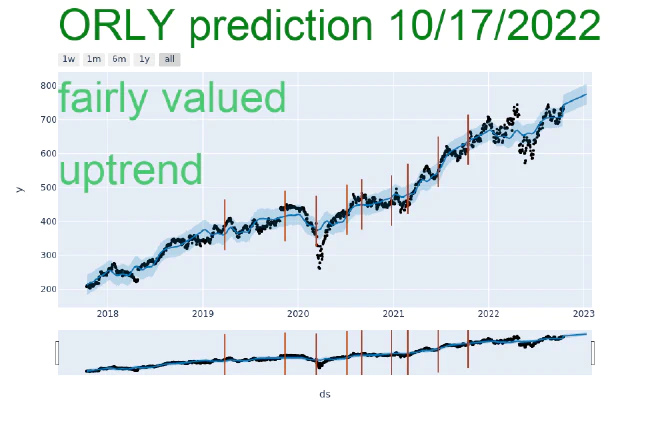 ORLY prediction 10/17/2022
1w 1m 6m 1y all
800
fairly valued
700
600
uptrend
500
y
400
300
200
2018 2019 2020 2021 2022 2023
ds